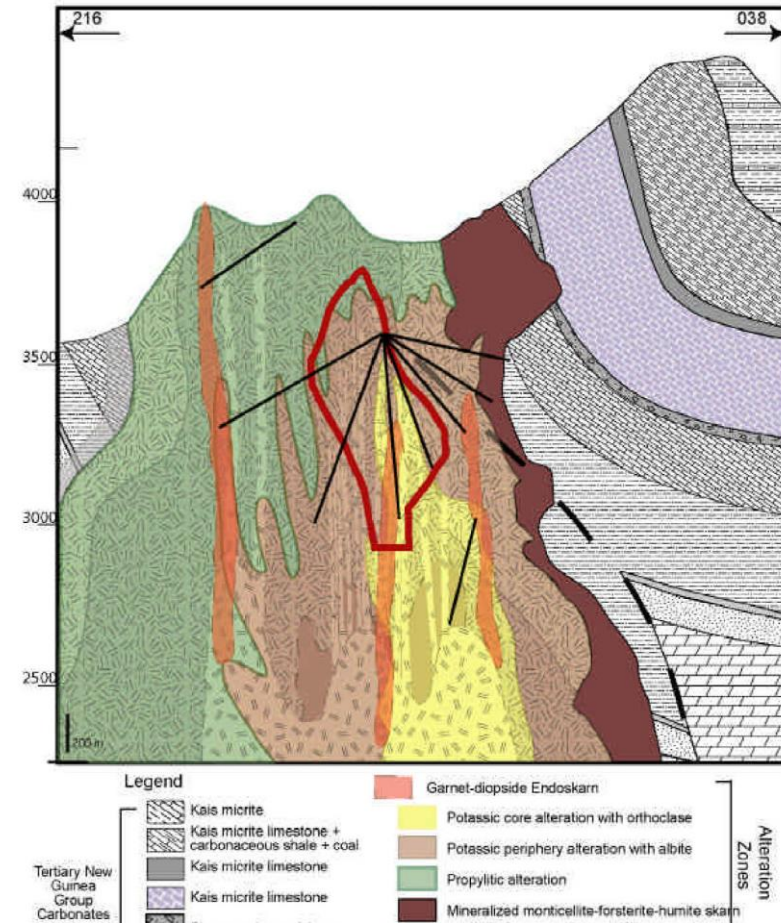 216 038
4000
3500
3000
2500
200 m
Legend
Kais micrite
Kais micrite limestone +
carbonaceous shale + coal
Kais micrite limestone
Kais micrite limestone
Tertiary New
Guinea
Group
Carbonates
Garnet-diopside Endoskarn
Potassic core alteration with orthoclase
Potassic periphery alteration with albite
Propylitic alteration
Mineralized monticellite-forsterite-humite skarn
Alteration
Zones